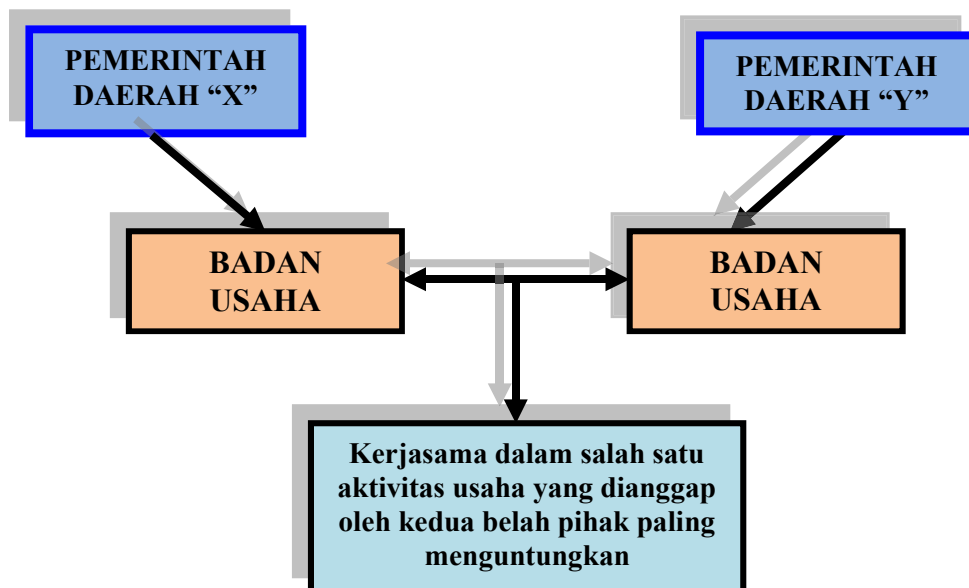 PEMERINTAH
DAERAH “X”
PEMERINTAH
DAERAH “Y”
BADAN
USAHA
BADAN
USAHA
Kerjasama dalam salah satu
aktivitas usaha yang dianggap
oleh kedua belah pihak paling
menguntungkan